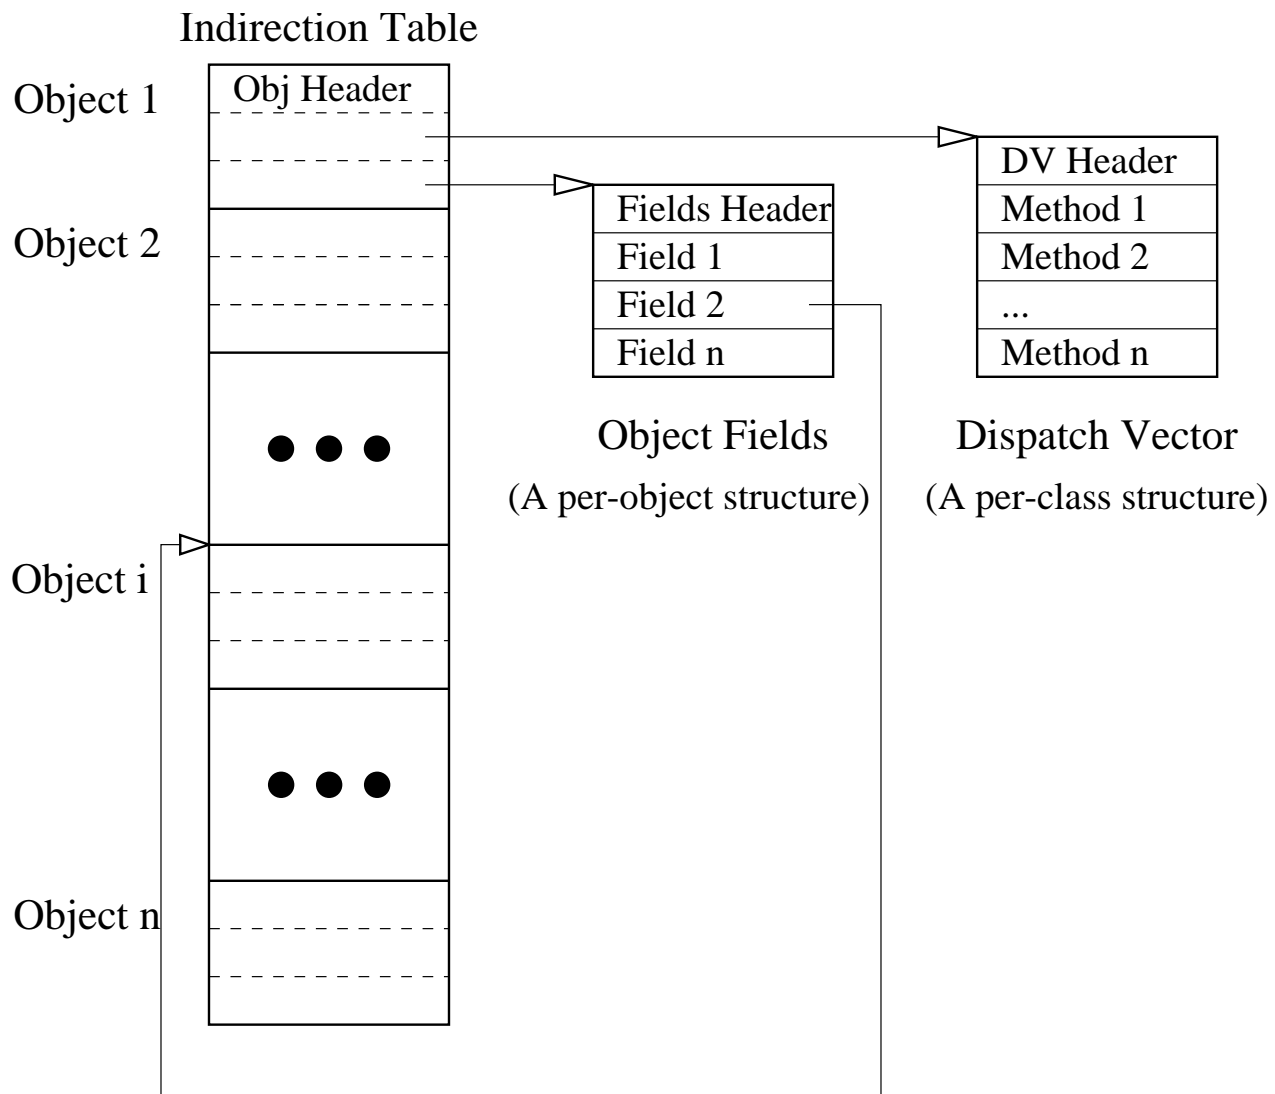 Indirection Table
Object 1
Obj Header
Object 2
Object i
Object n
Fields Header
Field 1
Field 2
Field n
Object Fields
(A per-object structure)
DV Header
Method 1
Method 2
...
Method n
Dispatch Vector
(A per-class structure)